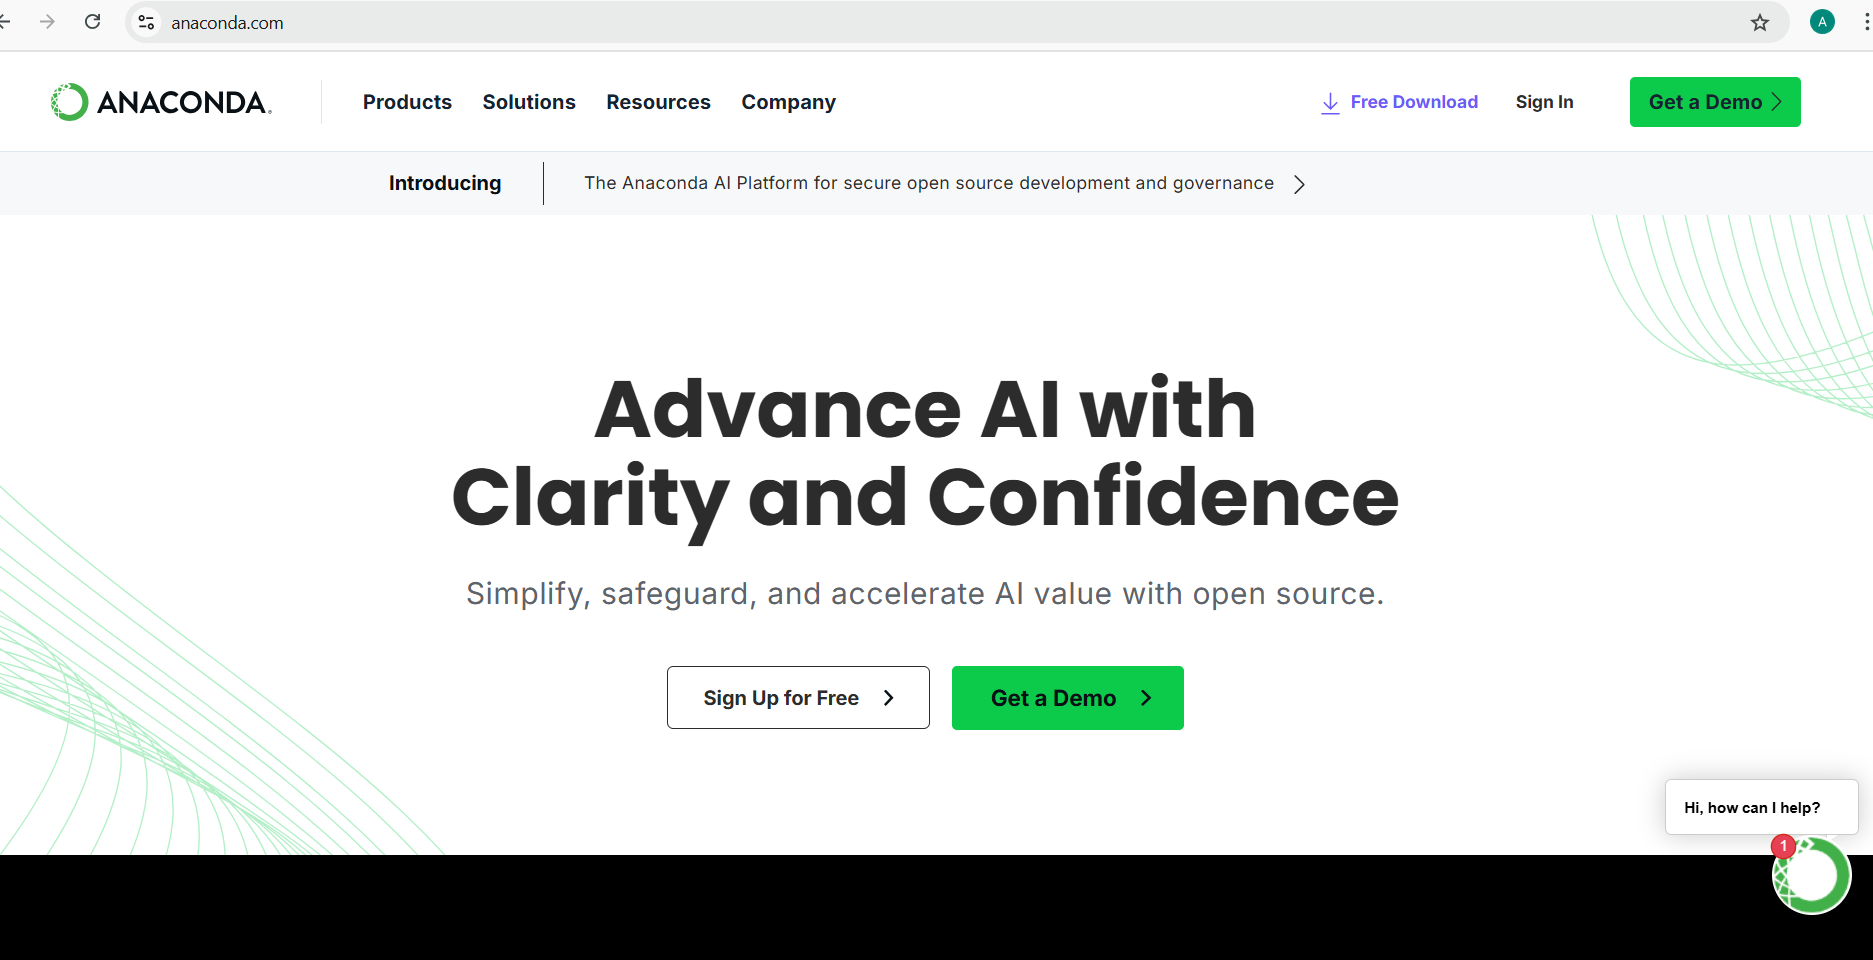 anaconda.com
A
ANACONDA.
Products Solutions Resources Company
Free Download Sign In Get a Demo
Introducing The Anaconda AI Platform for secure open source development and governance
Advance AI with
Clarity and Confidence
Simplify, safeguard, and accelerate AI value with open source.
Sign Up for Free Get a Demo
Hi, how can I help?
1